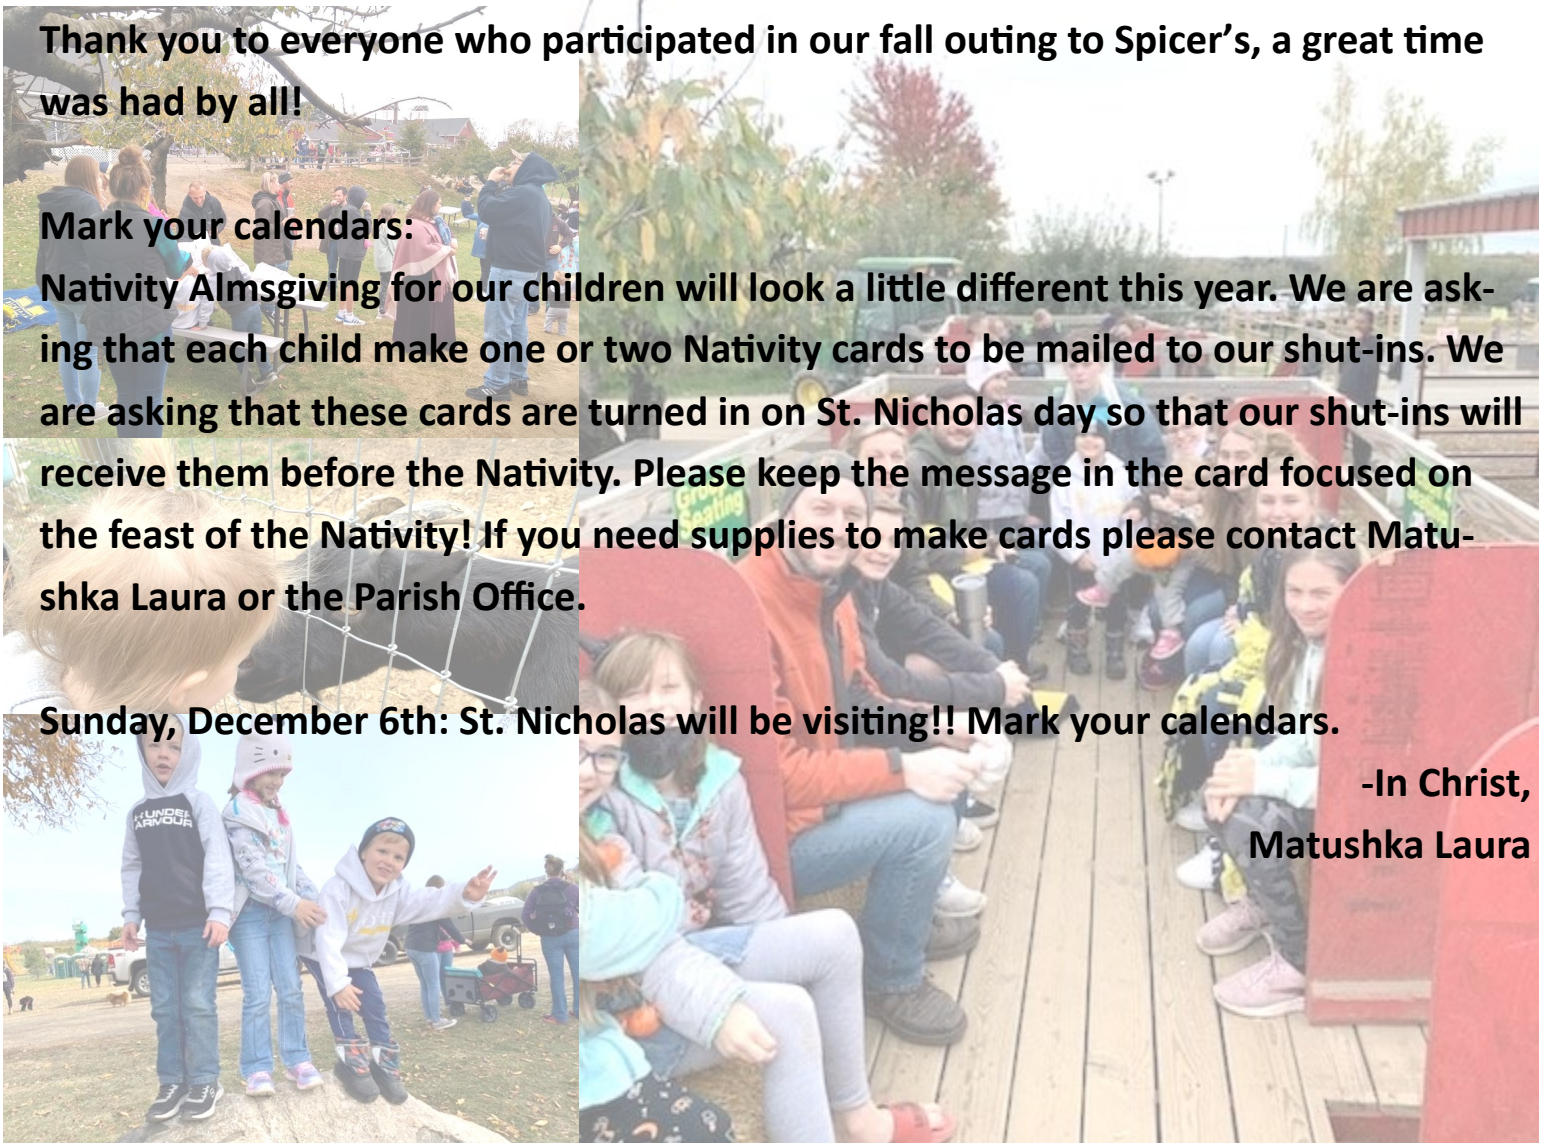 Thank you to everyone who participated in our fall outing to Spicer’s, a great time
was had by all!
Mark your calendars:
Nativity Almsgiving for our children will look a little different this year. We are ask-
ing that each child make one or two Nativity cards to be mailed to our shut-ins. We
are asking that these cards are turned in on St. Nicholas day so that our shut-ins will
receive them before the Nativity. Please keep the message in the card focused on
the feast of the Nativity! If you need supplies to make cards please contact Matu-
shka Laura or the Parish Office.
Sunday, December 6th: St. Nicholas will be visiting!! Mark your calendars.
-In Christ,
Matushka Laura
UNDER
ARMOUR